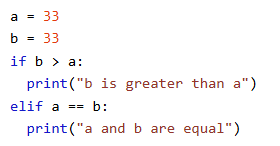 a = 33
b = 33
if b > a:
  print("b is greater than a")
elif a == b:
  print("a and b are equal")